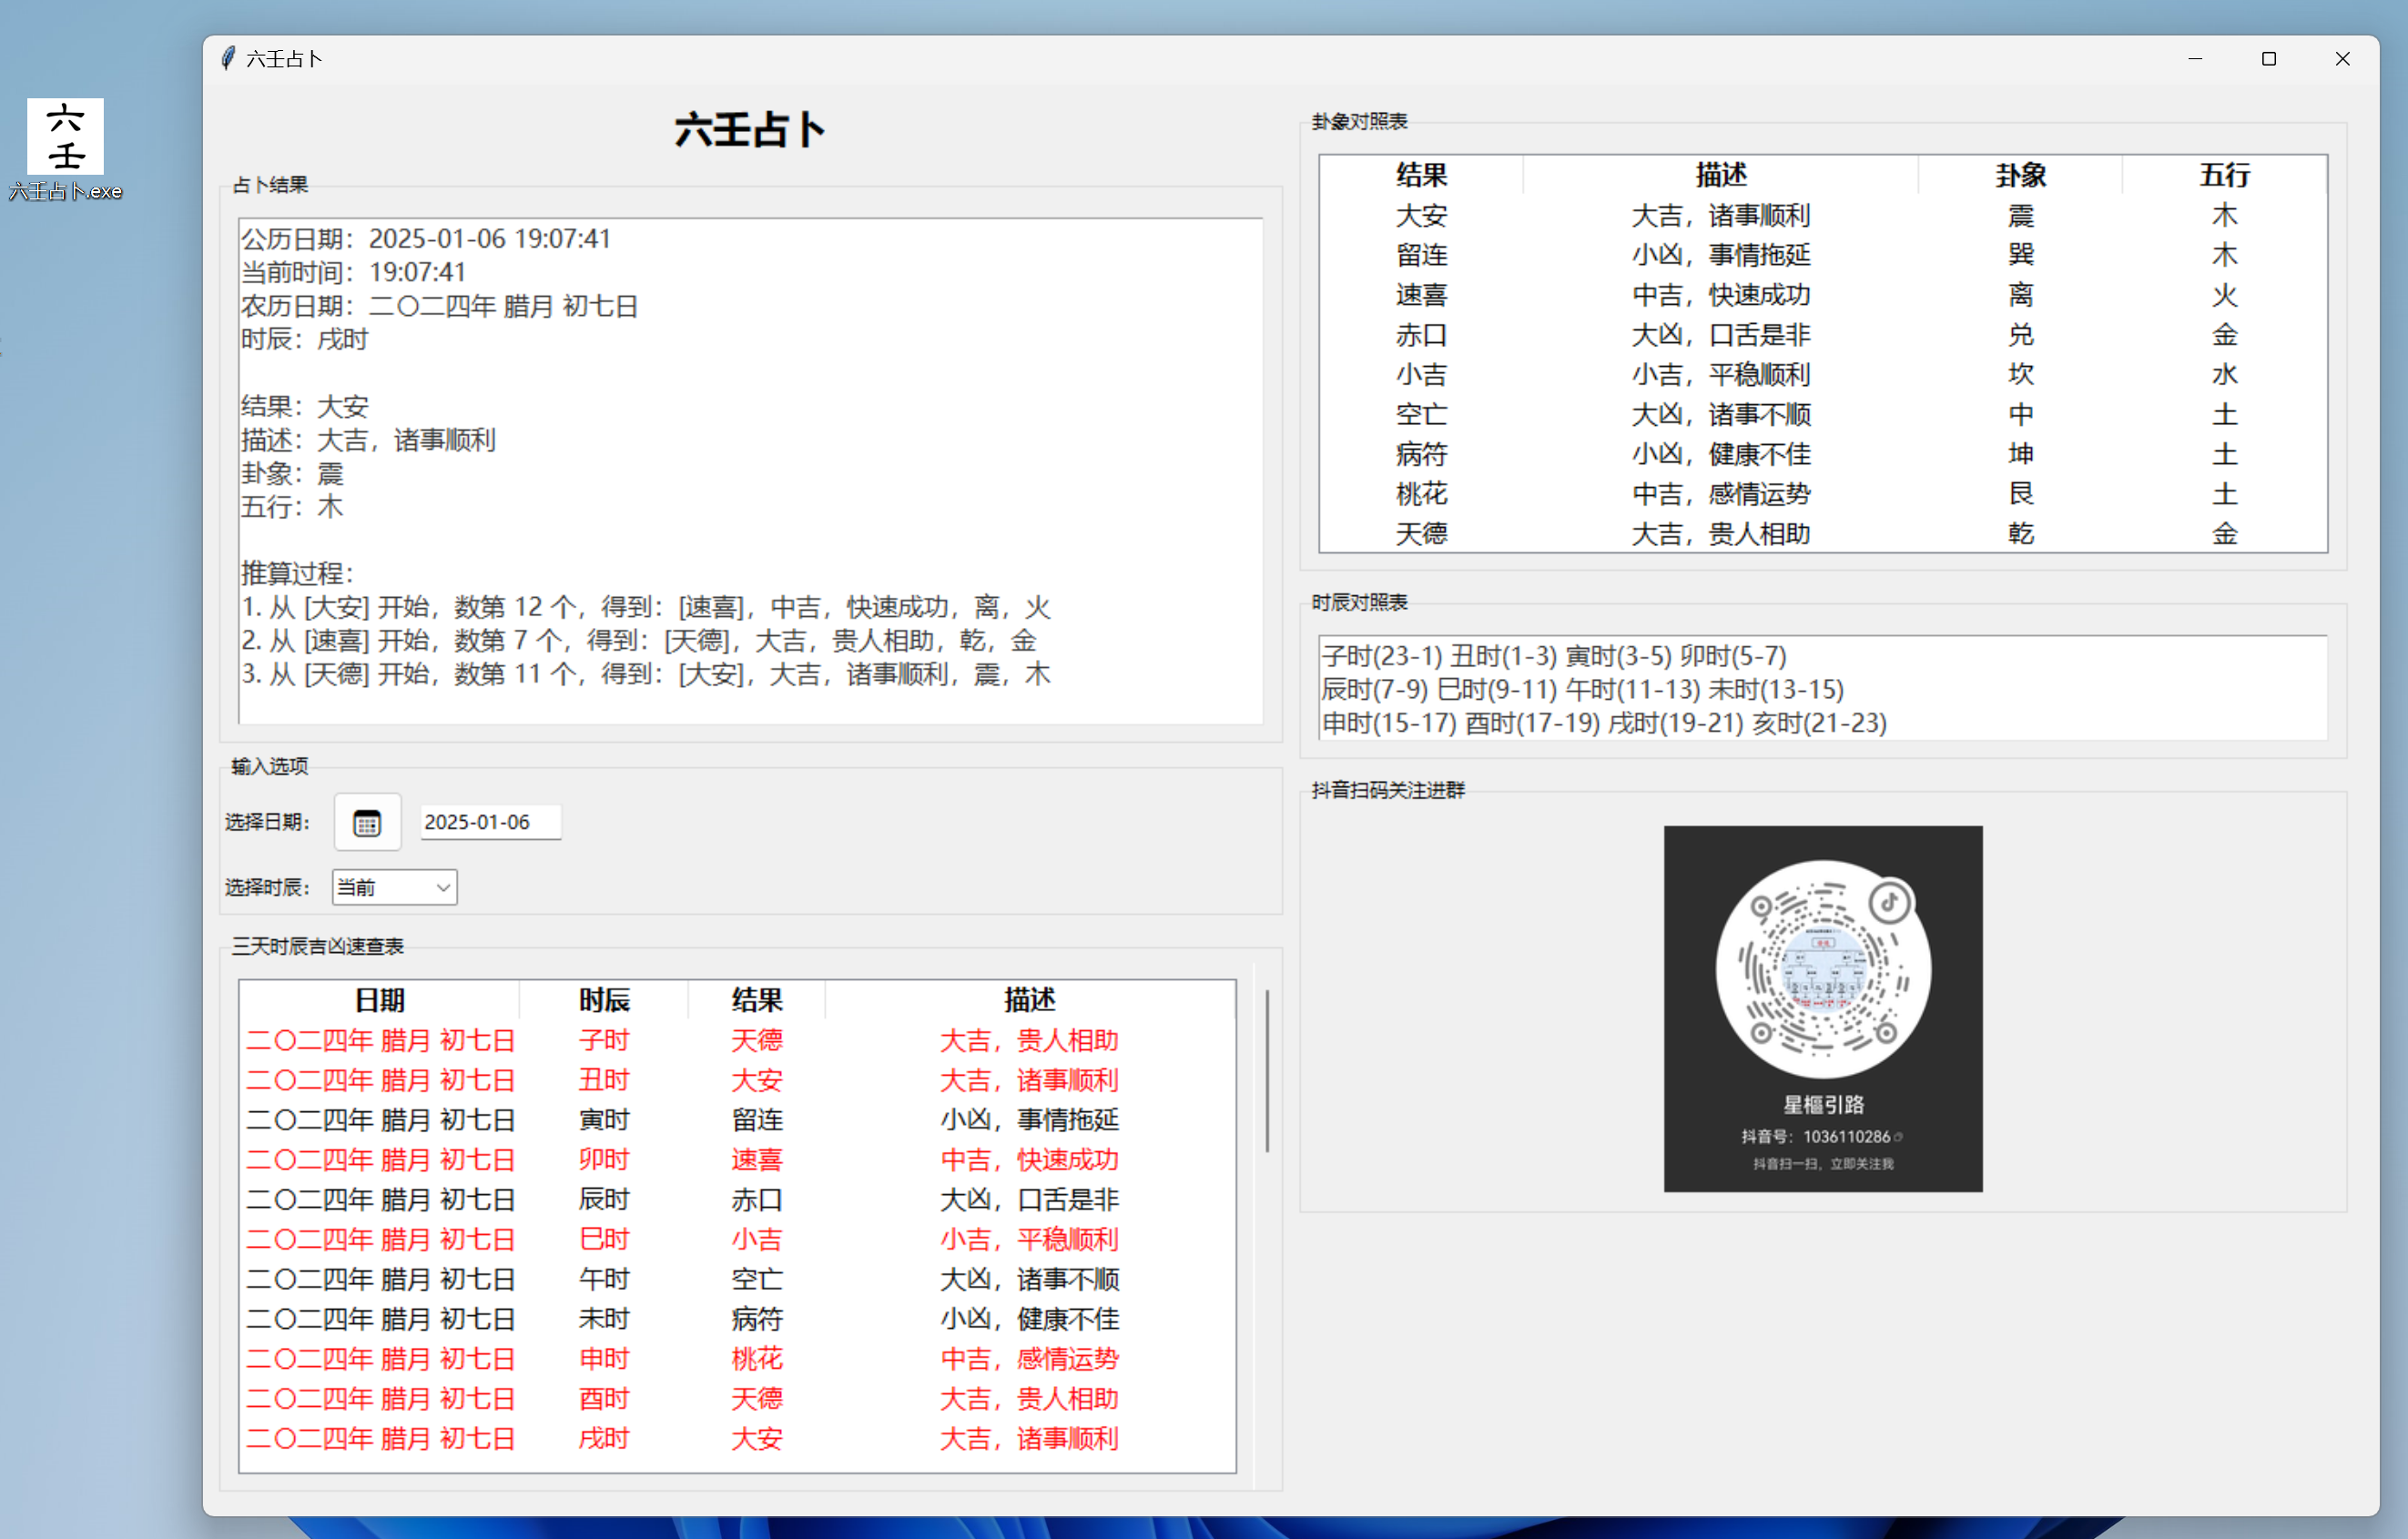 六壬占卜
六壬
占卜.exe
六壬占卜
占卜结果
公历日期：2025-01-06 19:07:41
当前时间：19:07:41
农历日期：二〇二四年 腊月 初七日
时辰：戌时
结果：大安
描述：大吉，诸事顺利
卦象：震
五行：木
推算过程：
1. 从 [大安] 开始，数第 12 个，得到：[速喜]，中吉，快速成功，离，火
2. 从 [速喜] 开始，数第 7 个，得到：[天德]，大吉，贵人相助，乾，金
3. 从 [天德] 开始，数第 11 个，得到：[大安]，大吉，诸事顺利，震，木
输入选项
选择日期： 2025-01-06
选择时辰： 当前
三天时辰吉凶速查表
日期 时辰 结果 描述
二〇二四年 腊月 初七日 子时 天德 大吉，贵人相助
二〇二四年 腊月 初七日 丑时 大安 大吉，诸事顺利
二〇二四年 腊月 初七日 寅时 留连 小凶，事情拖延
二〇二四年 腊月 初七日 卯时 速喜 中吉，快速成功
二〇二四年 腊月 初七日 辰时 赤口 大凶，口舌是非
二〇二四年 腊月 初七日 巳时 小吉 小吉，平稳顺利
二〇二四年 腊月 初七日 午时 空亡 大凶，诸事不顺
二〇二四年 腊月 初七日 未时 病符 小凶，健康不佳
二〇二四年 腊月 初七日 申时 桃花 中吉，感情运势
二〇二四年 腊月 初七日 酉时 天德 大吉，贵人相助
二〇二四年 腊月 初七日 戌时 大安 大吉，诸事顺利
卦象对照表
结果 描述 卦象 五行
大安 大吉，诸事顺利 震 木
留连 小凶，事情拖延 巽 木
速喜 中吉，快速成功 离 火
赤口 大凶，口舌是非 兑 金
小吉 小吉，平稳顺利 坎 水
空亡 大凶，诸事不顺 中 土
病符 小凶，健康不佳 坤 土
桃花 中吉，感情运势 艮 土
天德 大吉，贵人相助 乾 金
时辰对照表
子时(23-1) 丑时(1-3) 寅时(3-5) 卯时(5-7)
辰时(7-9) 巳时(9-11) 午时(11-13) 未时(13-15)
申时(15-17) 酉时(17-19) 戌时(19-21) 亥时(21-23)
抖音扫码关注进群
星樞引路
抖音号：1036110286
抖音扫一扫，立即关注我